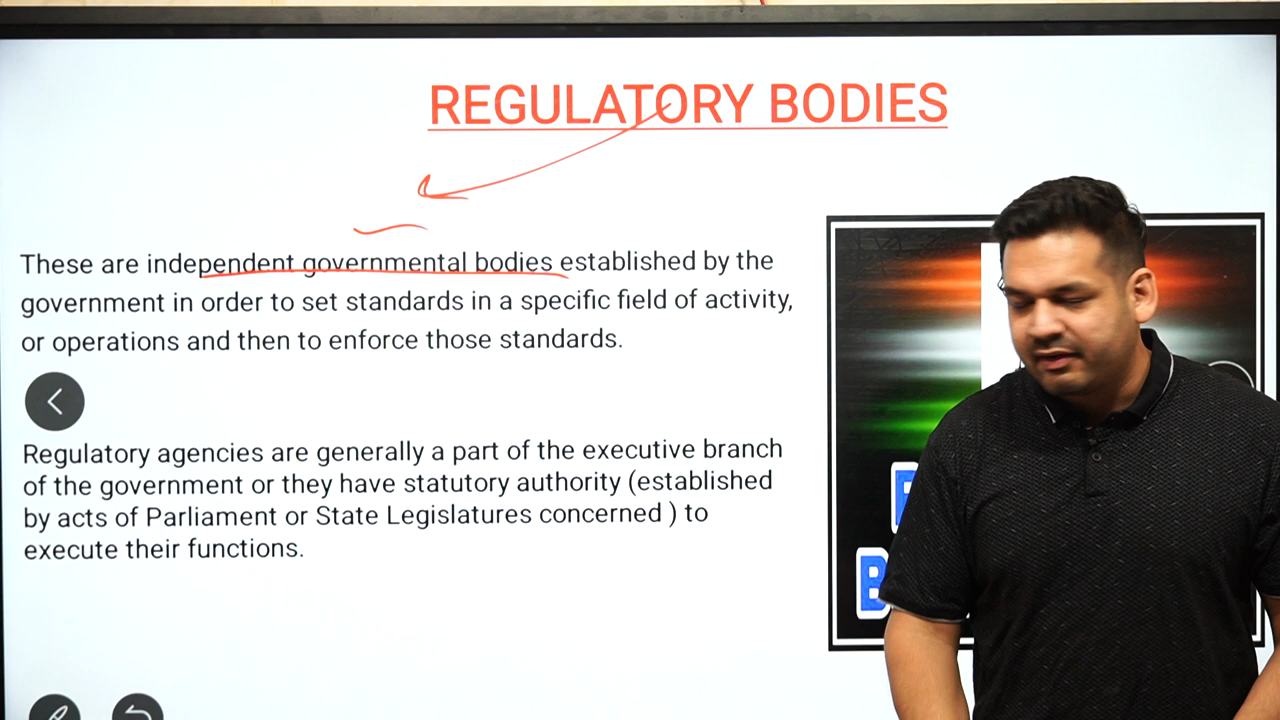 REGULATORY BODIES
These are independent governmental bodies established by the
government in order to set standards in a specific field of activity,
or operations and then to enforce those standards.
Regulatory agencies are generally a part of the executive branch
of the government or they have statutory authority (established
by acts of Parliament or State Legislatures concerned ) to
execute their functions.